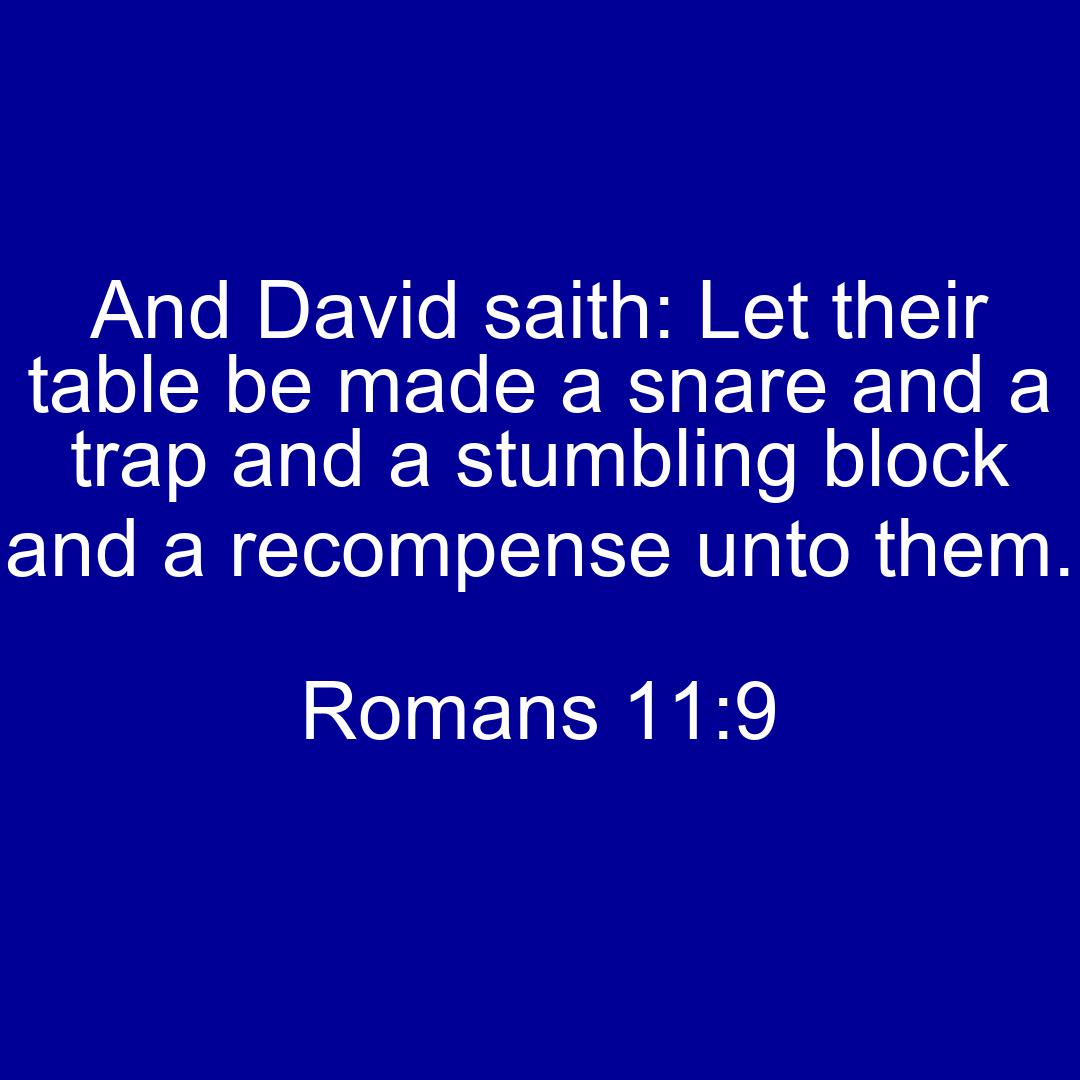 And David saith: Let their
table be made a snare and a
trap and a stumbling block
and a recompense unto them.
Romans 11:9